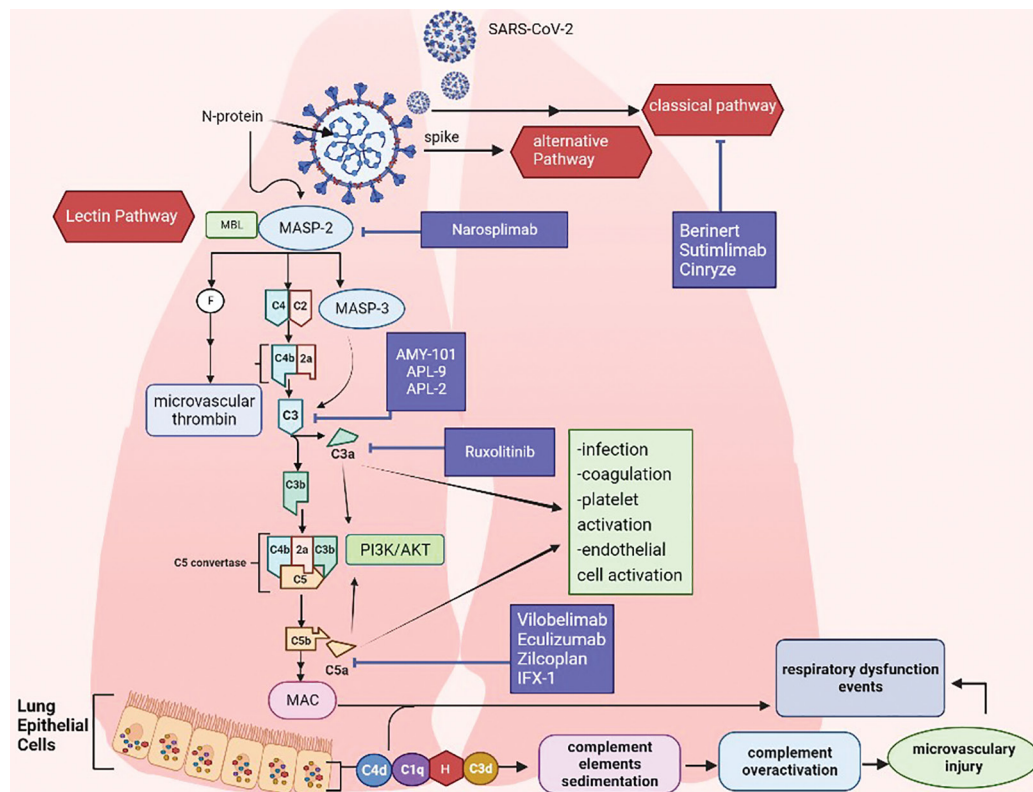 SARS-CoV-2
N-protein
spike
classical pathway
alternative
Pathway
Lectin Pathway
MBL
MASP-2
Narosplimab
Berinert
Sutimlimab
Cinryze
F
C4
C2
MASP-3
C4b
2a
AMY-101
APL-9
APL-2
microvascular
thrombin
C3
C3a
Ruxolitinib
-infection
-coagulation
-platelet
activation
-endothelial
cell activation
C3b
C5 convertase
C4b
2a
C3b
C5
PI3K/AKT
C5b
C5a
Vilobelimab
Eculizumab
Zilcoplan
IFX-1
MAC
respiratory dysfunction
events
Lung
Epithelial
Cells
C4d
C1q
H
C3d
complement
elements
sedimentation
complement
overactivation
microvasculary
injury